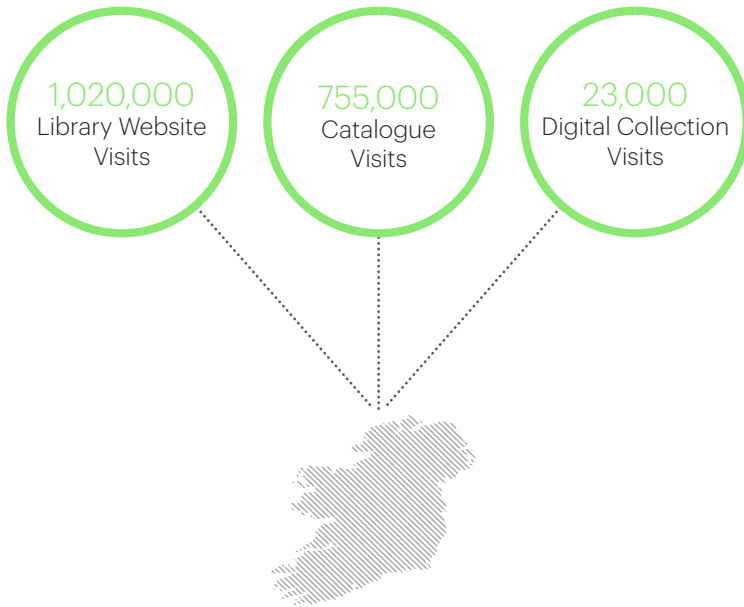 1,020,000
Library Website
Visits
755,000
Catalogue
Visits
23,000
Digital Collection
Visits